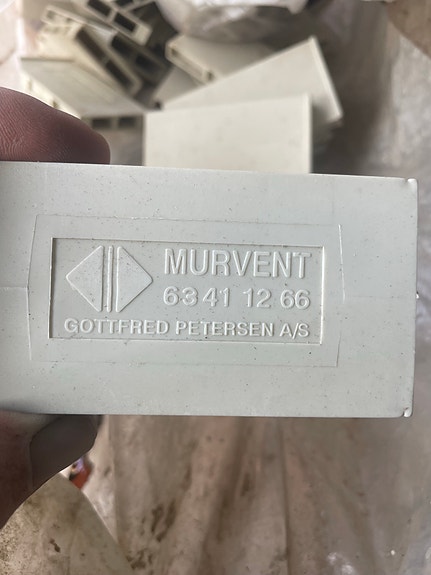 MURVENT
63 41 12 66
GOTTFRED PETERSEN A/S